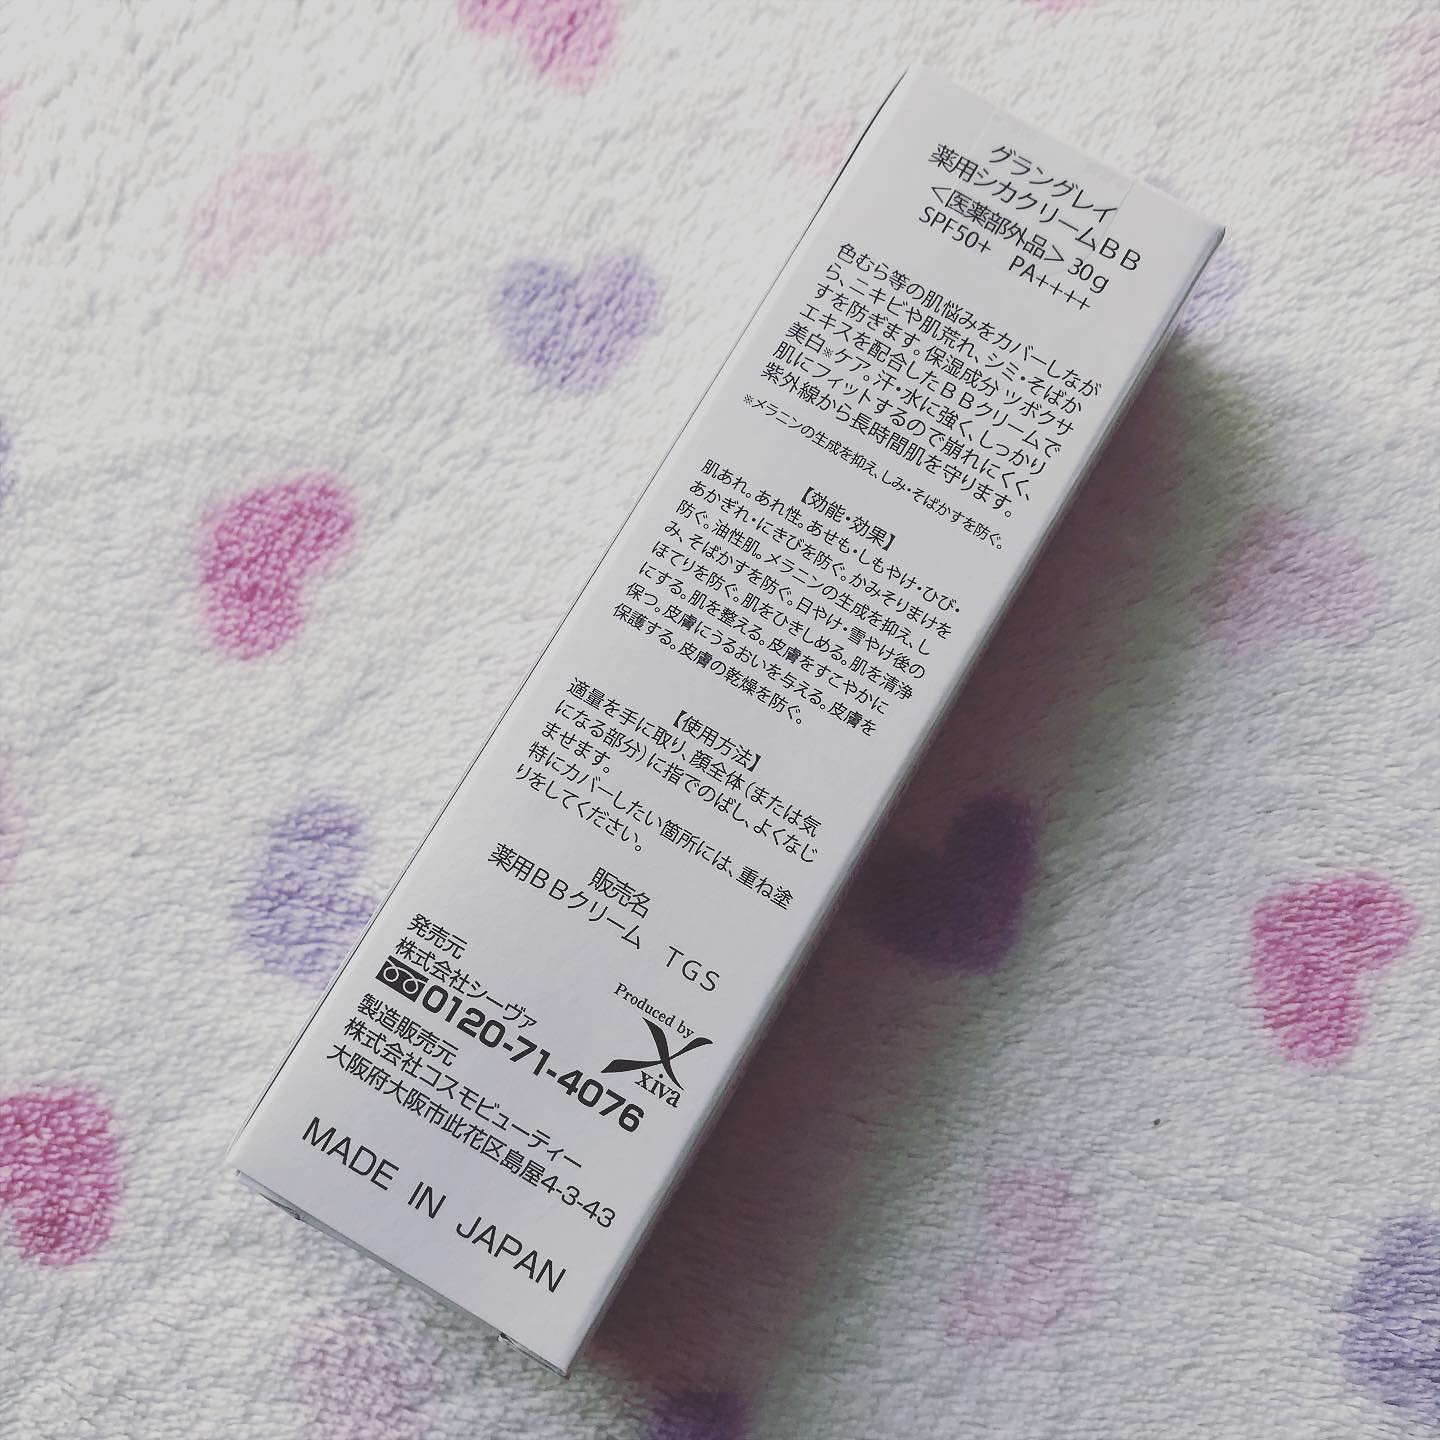 グラングレイ
薬用シカクリームBB
＜医薬部外品＞30g
SPF50+　PA++++
色むら等の肌悩みをカバーしなが
ら、ニキビや肌荒れ、シミ・そばか
すを防ぎます。保湿成分 ツボクサ
エキスを配合したBBクリームで
美白※ケア。汗・水に強く、しっかり
肌にフィットするので崩れにくく、
紫外線から長時間肌を守ります。
※メラニンの生成を抑え、しみ・そばかすを防ぐ。
【効能・効果】
肌あれ。あれ性。あせも・しもやけ・ひび・
あかぎれ・にきびを防ぐ。かみそりまけを
防ぐ。油性肌。メラニンの生成を抑え、し
み、そばかすを防ぐ。日やけ・雪やけ後の
ほてりを防ぐ。肌をひきしめる。肌を清浄
にする。肌を整える。皮膚をすこやかに
保つ。皮膚にうるおいを与える。皮膚を
保護する。皮膚の乾燥を防ぐ。
【使用方法】
適量を手に取り、顔全体（または気
になる部分）に指でのばし、よくなじ
ませます。
特にカバーしたい箇所には、重ね塗
りをしてください。
販売名
薬用BBクリーム　TGS
発売元
株式会社シーヴァ
0120-71-4076
Produced by
xiva
製造販売元
株式会社コスモビューティー
大阪府大阪市此花区島屋4-3-43
MADE IN JAPAN